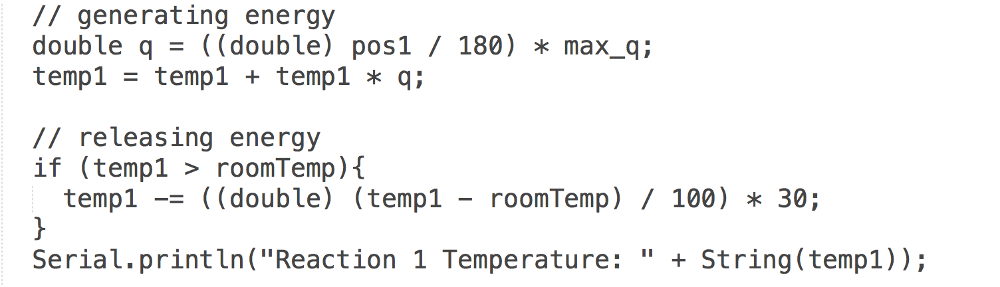 // generating energy
double q = ((double) pos1 / 180) * max_q;
temp1 = temp1 + temp1 * q;
// releasing energy
if (temp1 > roomTemp){
temp1 -= ((double) (temp1 - roomTemp) / 100) * 30;
}
Serial.println("Reaction 1 Temperature: " + String(temp1));